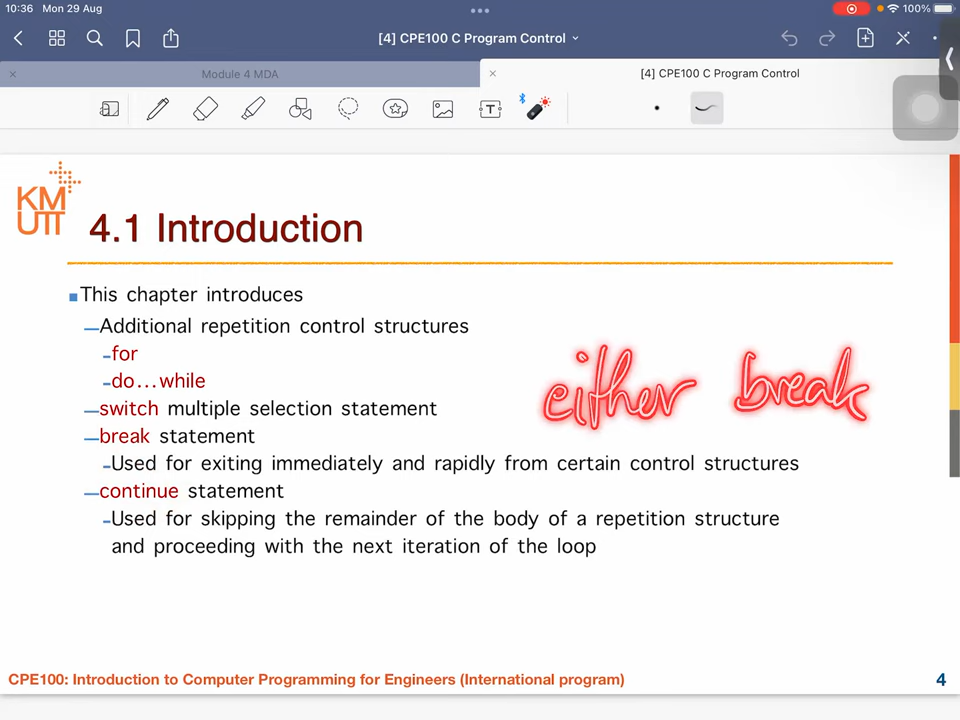 10:36 Mon 29 Aug 100%
[4] CPE100 C Program Control
Module 4 MDA [4] CPE100 C Program Control
KM
UTT
4.1 Introduction
This chapter introduces
Additional repetition control structures
-for
-do...while
switch multiple selection statement
break statement
-Used for exiting immediately and rapidly from certain control structures
continue statement
-Used for skipping the remainder of the body of a repetition structure
and proceeding with the next iteration of the loop
either break
CPE100: Introduction to Computer Programming for Engineers (International program) 4